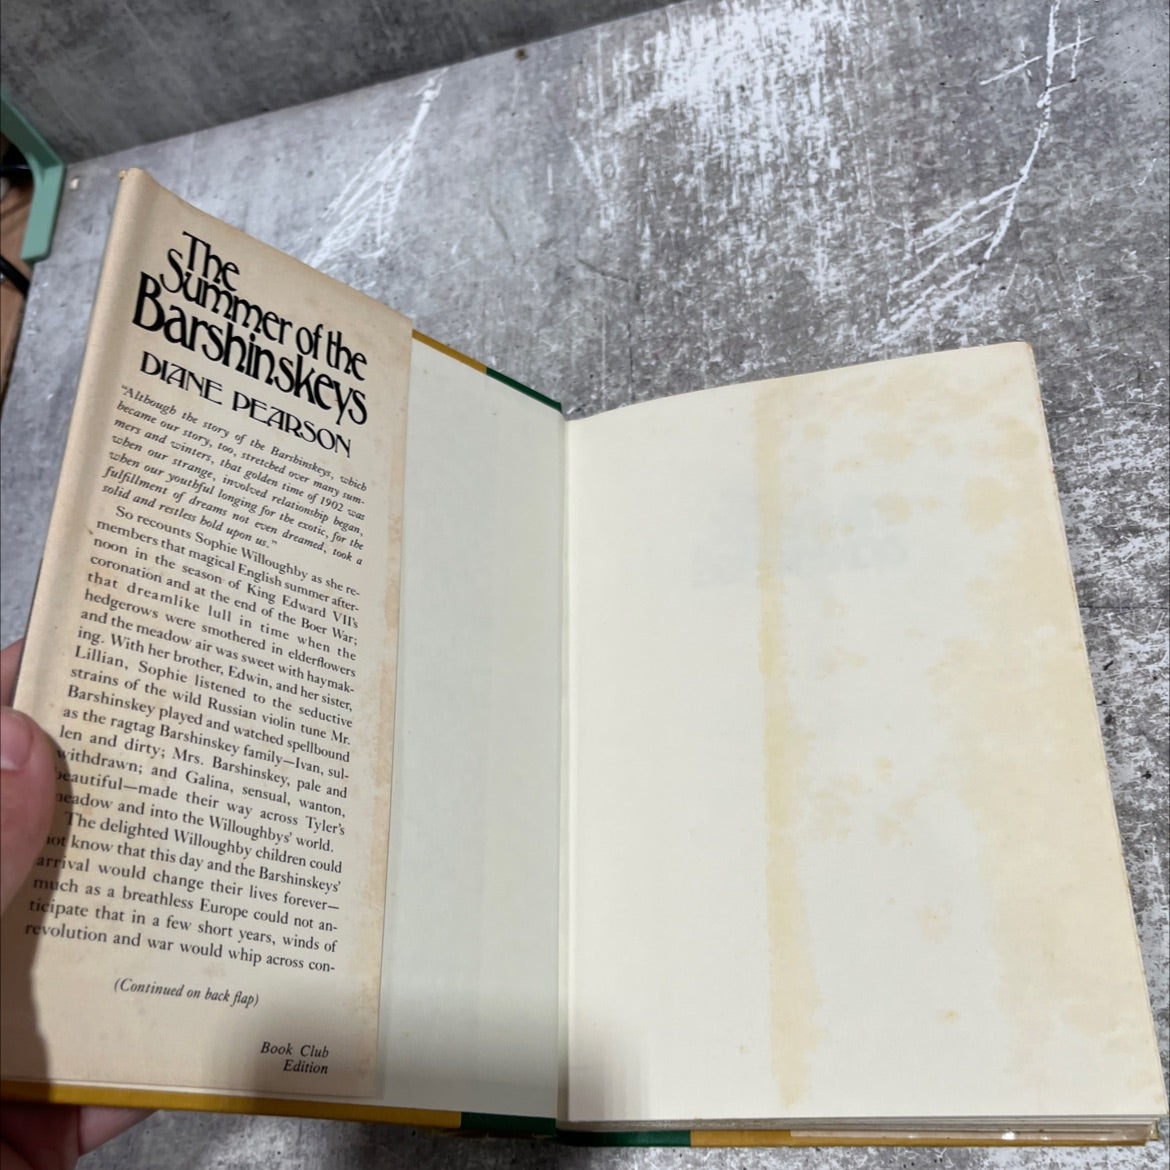 The
Summer of the
Barshinskeys
DIANE PEARSON
"Although the story of the Barshinskeys, which
became our story, too, stretched over many sum-
mers and winters, that golden time of 1902 was
when our strange, involved relationship began,
when our youthful longing for the exotic, for the
fulfillment of dreams not even dreamed, took a
solid and restless hold upon us."
So recounts Sophie Willoughby as she re-
members that magical English summer after-
noon in the season of King Edward VII's
coronation and at the end of the Boer War;
that dreamlike lull in time when the
hedgerows were smothered in elderflowers
and the meadow air was sweet with haymak-
ing. With her brother, Edwin, and her sister,
Lillian, Sophie listened to the seductive
strains of the wild Russian violin tune Mr.
Barshinskey played and watched spellbound
as the ragtag Barshinskey family—Ivan, sul-
len and dirty; Mrs. Barshinskey, pale and
withdrawn; and Galina, sensual, wanton,
beautiful—made their way across Tyler's
meadow and into the Willoughbys' world.
The delighted Willoughby children could
not know that this day and the Barshinskeys'
arrival would change their lives forever—
much as a breathless Europe could not an-
ticipate that in a few short years, winds of
revolution and war would whip across con-
(Continued on back flap)
Book Club
Edition